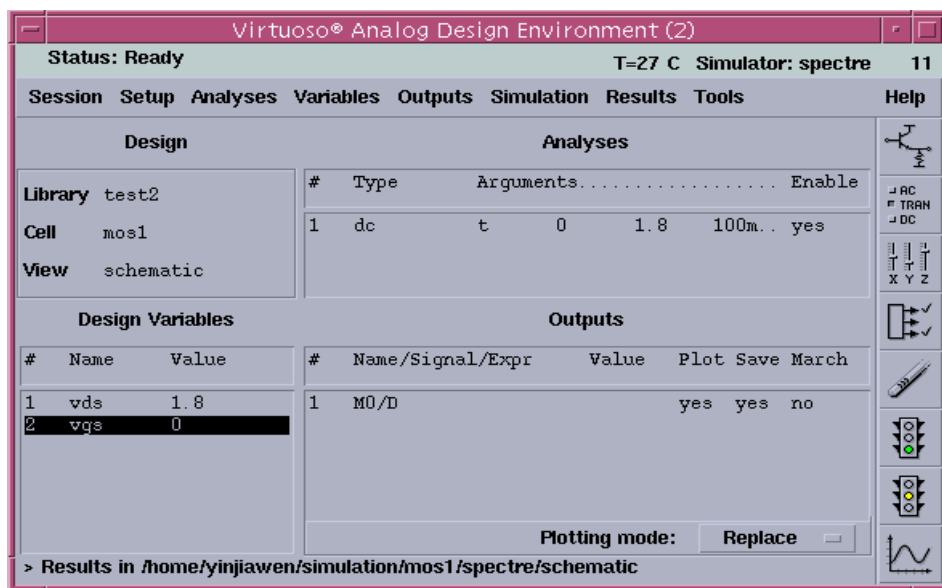 Virtuoso® Analog Design Environment (2)
Status: Ready T=27 C Simulator: spectre 11
Session Setup Analyses Variables Outputs Simulation Results Tools Help
Design
Library test2
Cell mos1
View schematic
Analyses
# Type Arguments.................. Enable
1 dc t 0 1.8 100m.. yes
Design Variables
# Name Value
1 vds 1.8
2 vgs 0
Outputs
# Name/Signal/Expr Value Plot Save March
1 M0/D yes yes no
Plotting mode: Replace
> Results in /home/yinjiawen/simulation/mos1/spectre/schematic
AC
TRAN
DC
X Y Z